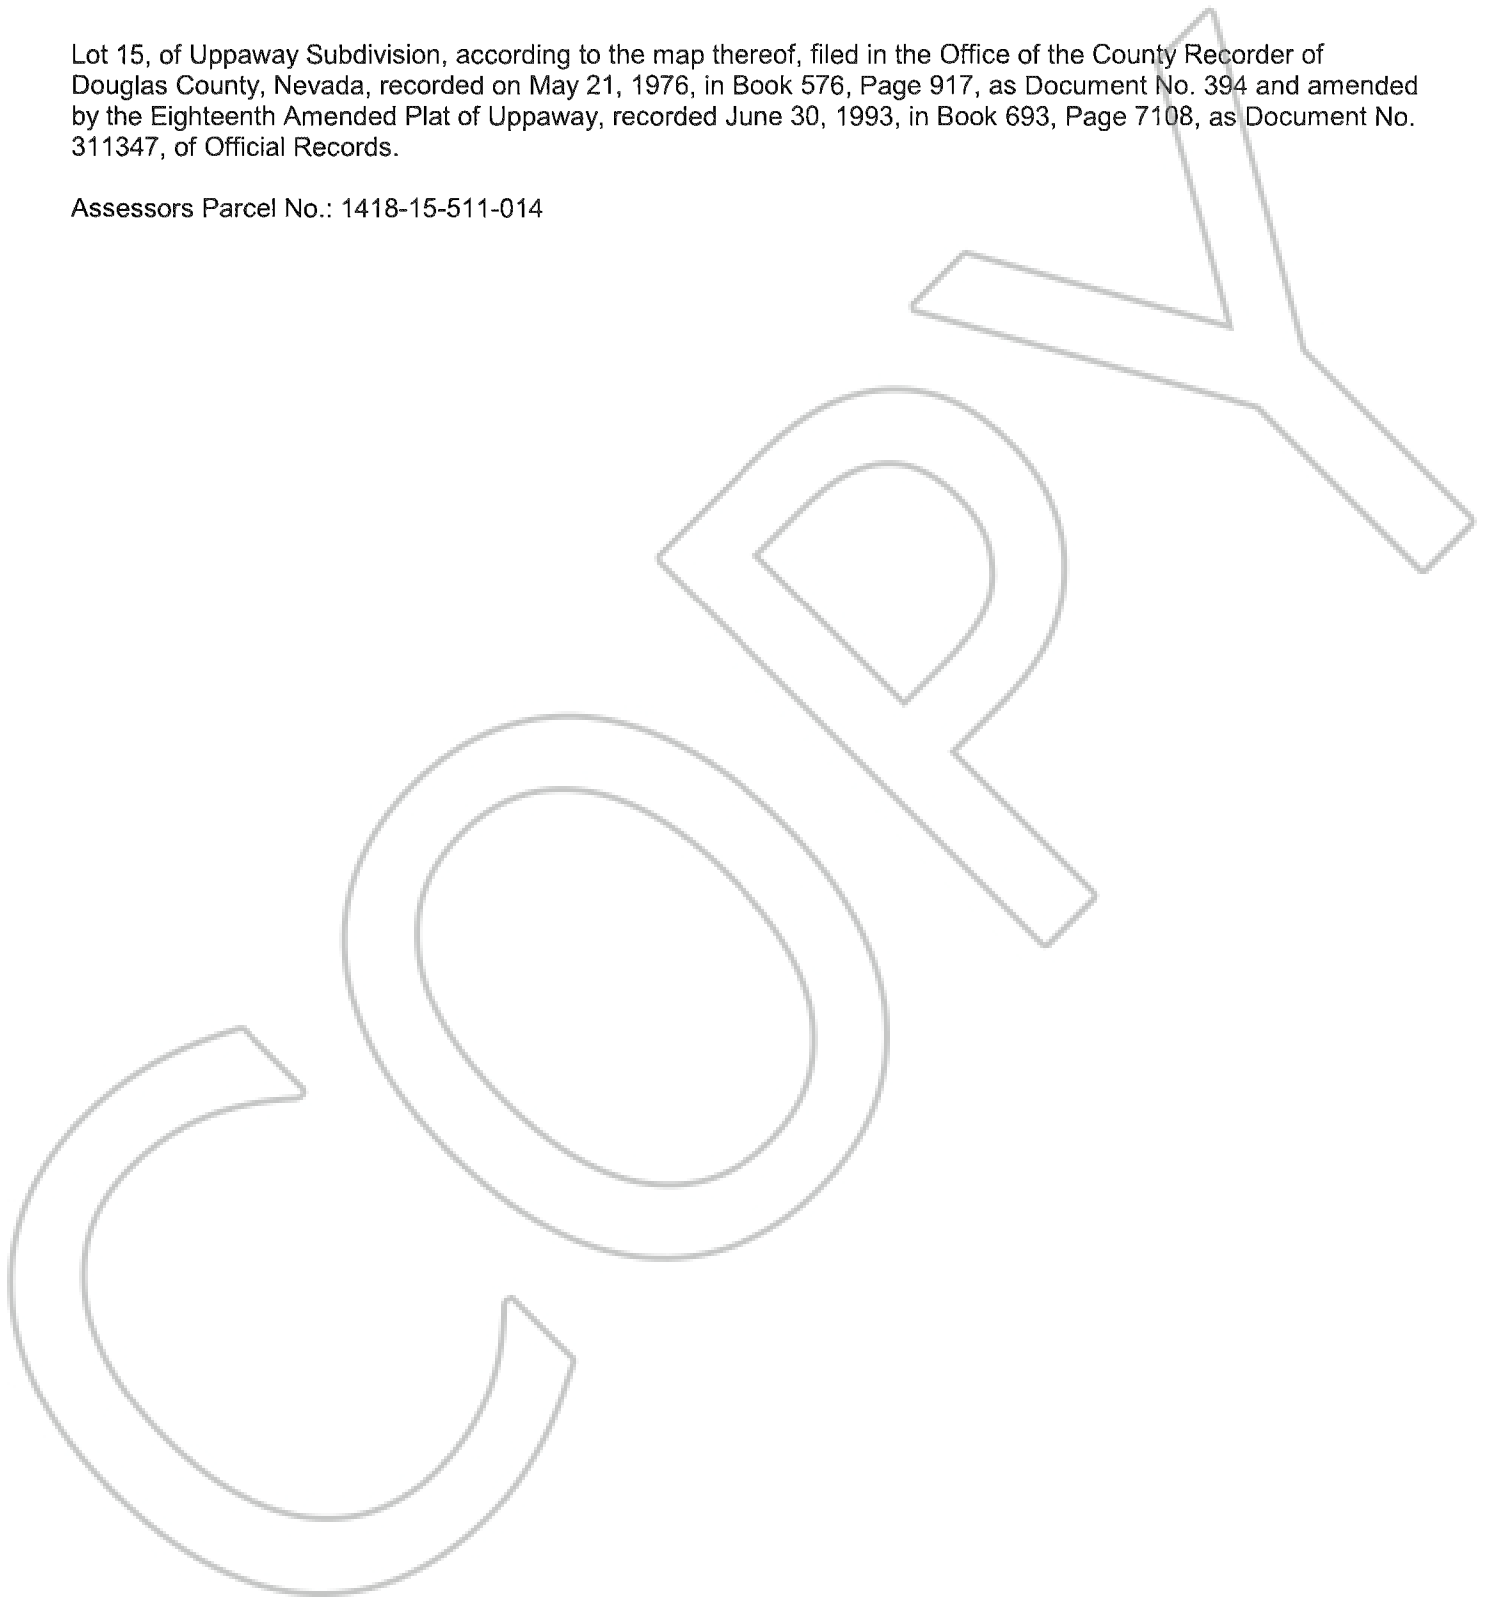 Lot 15, of Uppaway Subdivision, according to the map thereof, filed in the Office of the County Recorder of
Douglas County, Nevada, recorded on May 21, 1976, in Book 576, Page 917, as Document No. 394 and amended
by the Eighteenth Amended Plat of Uppaway, recorded June 30, 1993, in Book 693, Page 7108, as Document No.
311347, of Official Records.
Assessors Parcel No.: 1418-15-511-014
COPY